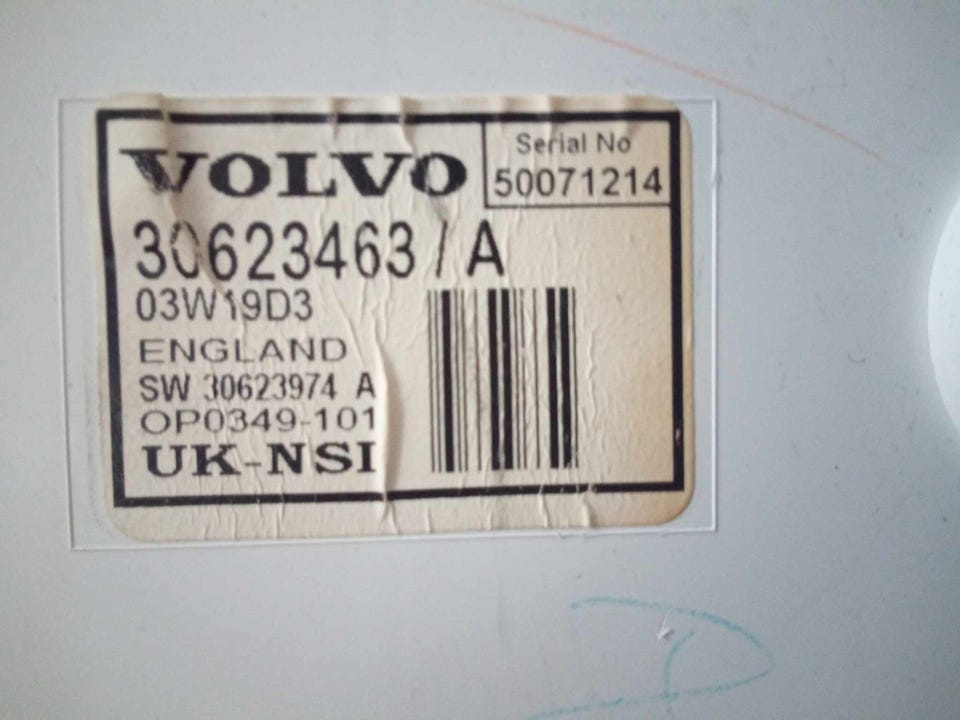 VOLVO
Serial No
50071214
30623463 / A
03W19D3
ENGLAND
SW 30623974 A
OP0349-101
UK-NSI